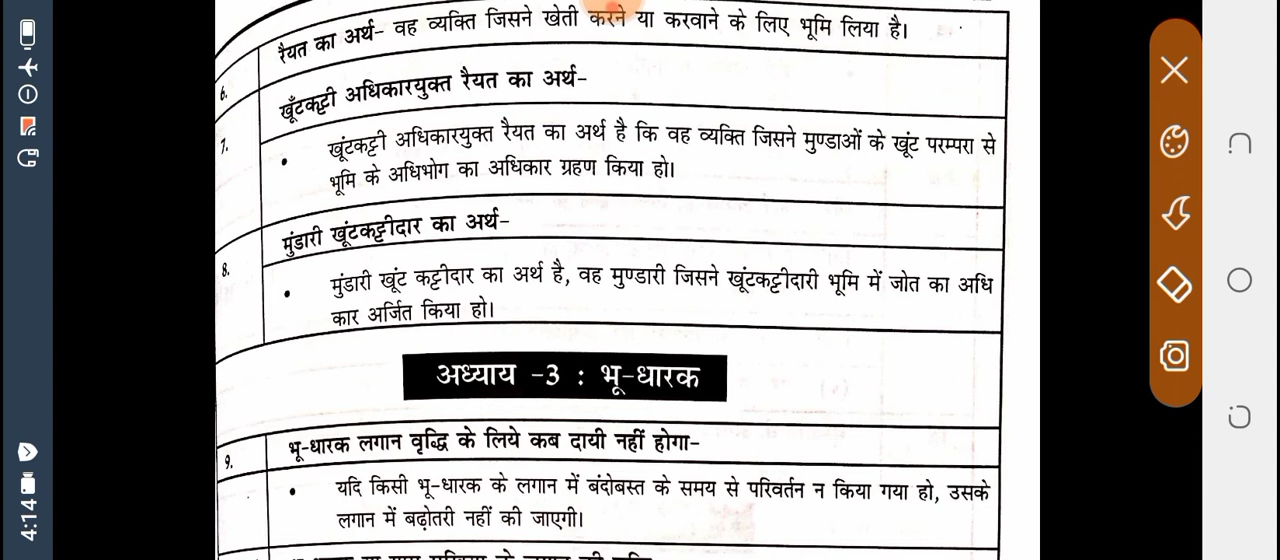 रैयत का अर्थ- वह व्यक्ति जिसने खेती करने या करवाने के लिए भूमि लिया है।
6.
खूँटकट्टी अधिकारयुक्त रैयत का अर्थ-
7.
• खूंटकट्टी अधिकारयुक्त रैयत का अर्थ है कि वह व्यक्ति जिसने मुण्डाओं के खूंट परम्परा से
भूमि के अधिभोग का अधिकार ग्रहण किया हो।
मुंडारी खूंटकट्टीदार का अर्थ-
8.
• मुंडारी खूंट कट्टीदार का अर्थ है, वह मुण्डारी जिसने खूंटकट्टीदारी भूमि में जोत का अधि
कार अर्जित किया हो।
अध्याय -3 : भू-धारक
9.
भू-धारक लगान वृद्धि के लिये कब दायी नहीं होगा-
• यदि किसी भू-धारक के लगान में बंदोबस्त के समय से परिवर्तन न किया गया हो, उसके
लगान में बढ़ोतरी नहीं की जाएगी।
4:14